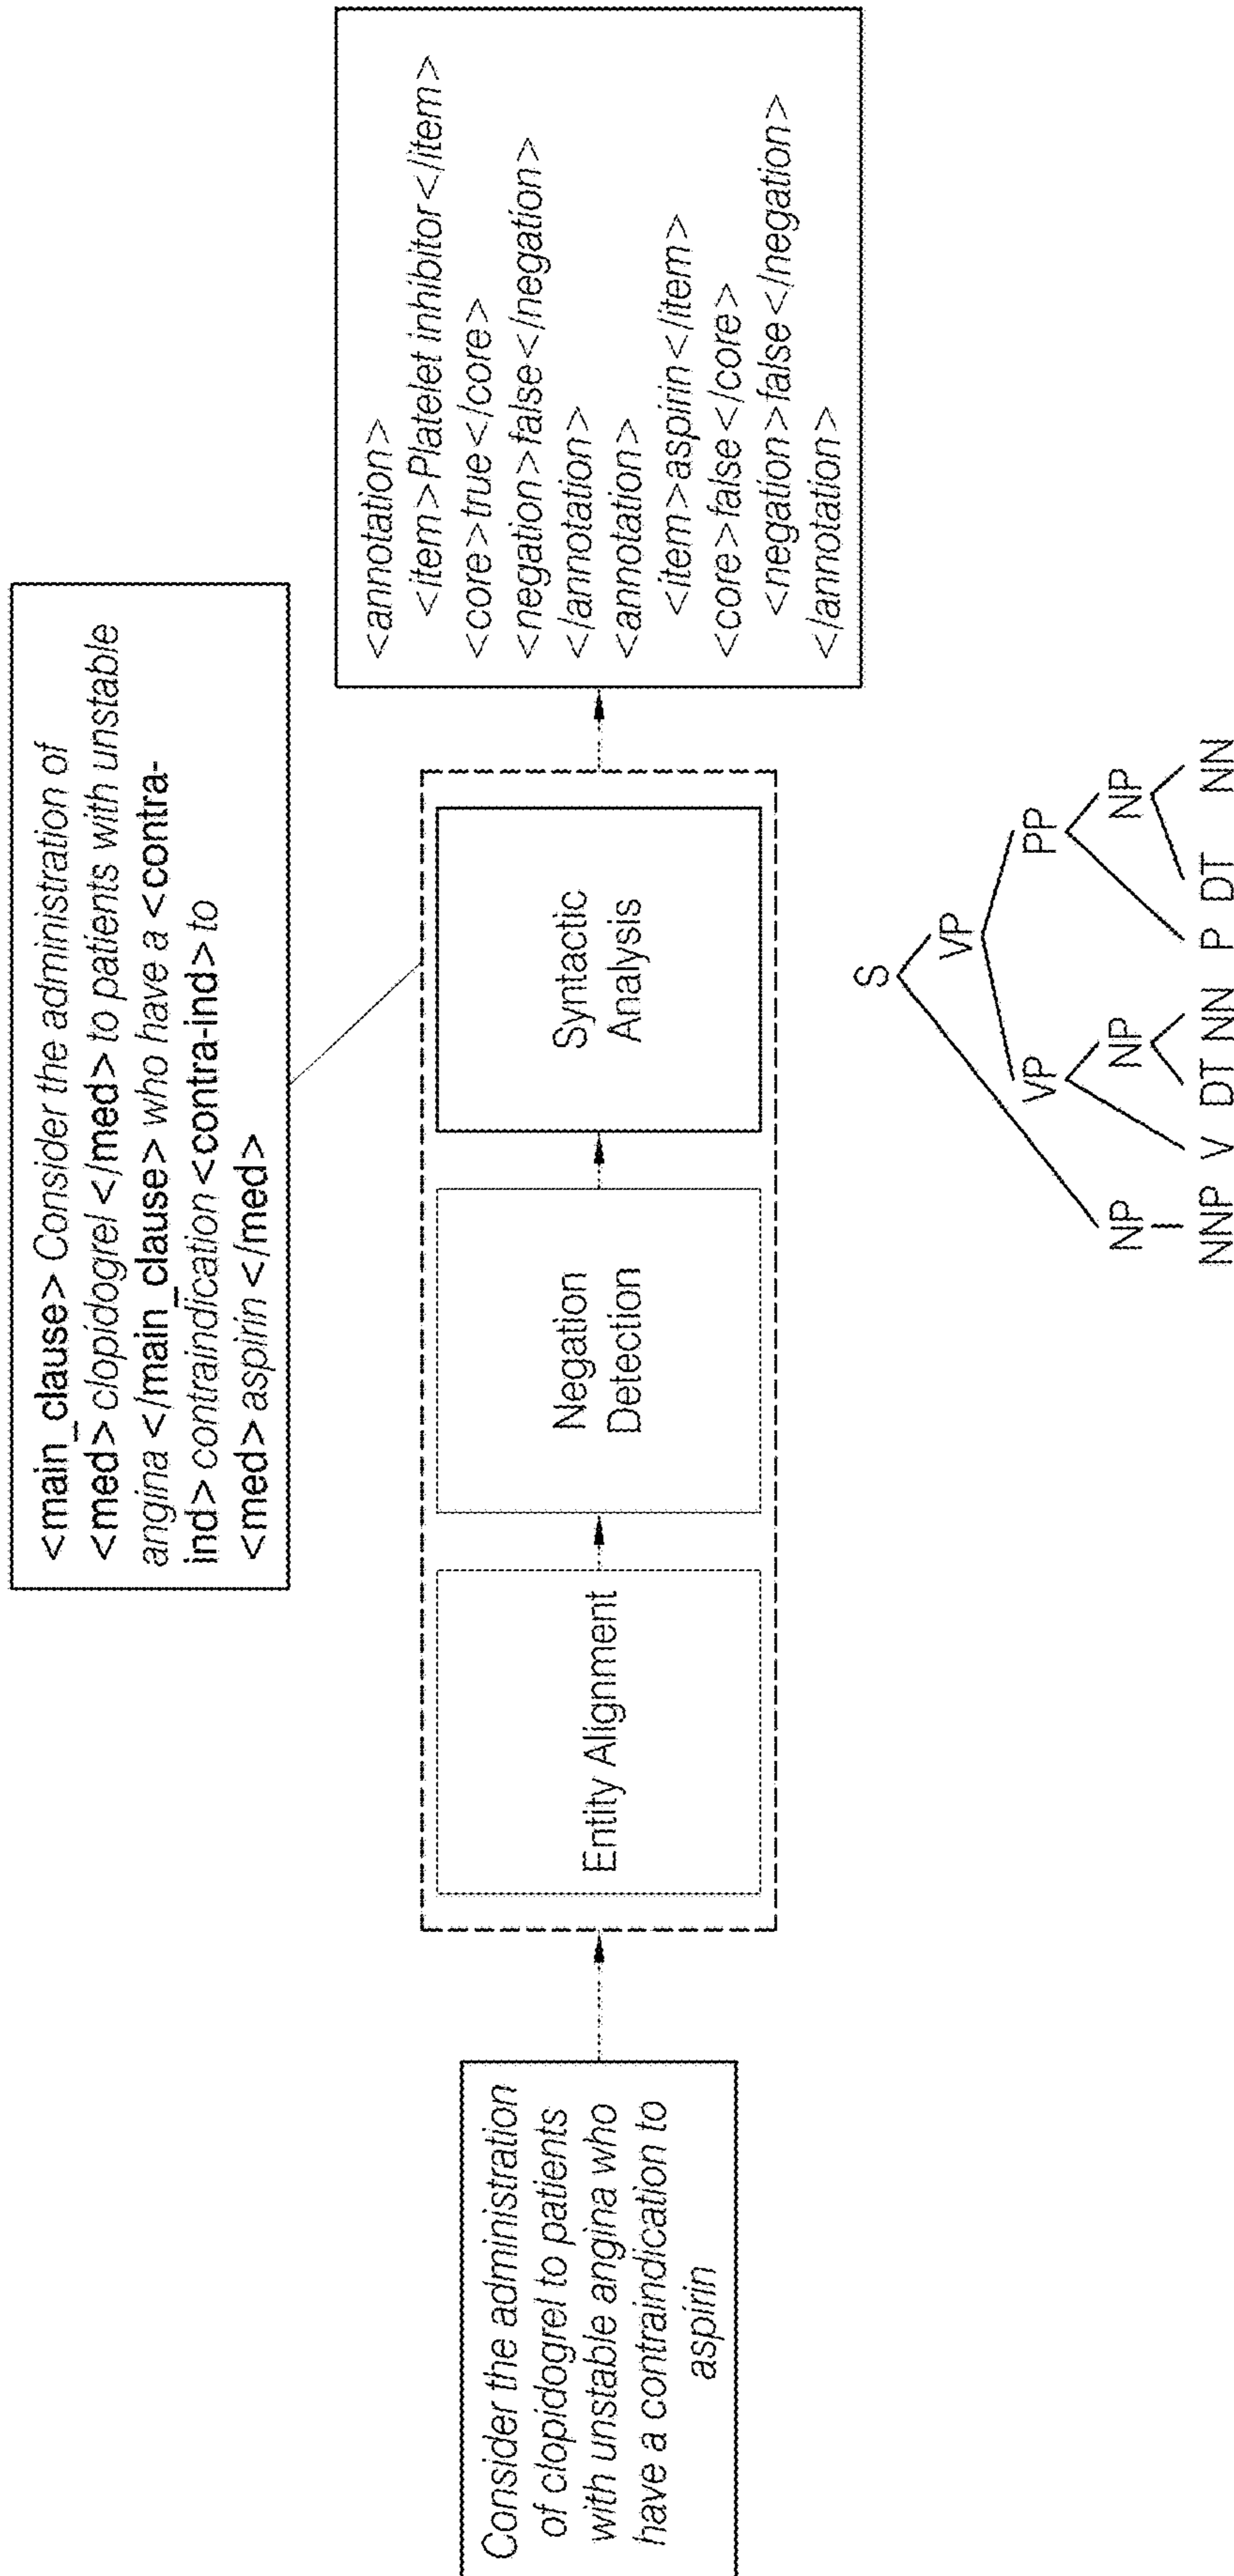 Consider the administration
of clopidogrel to patients
with unstable angina who
have a contraindication to
aspirin
Entity Alignment
Negation
Detection
Syntactic
Analysis
<main_clause> Consider the administration of
<med> clopidogrel </med> to patients with unstable
angina </main_clause> who have a <contra-
ind> contraindication <contra-ind> to
<med> aspirin </med>
<annotation>
<item>Platelet inhibitor</item>
<core>true</core>
<negation>false</negation>
</annotation>
<annotation>
<item>aspirin</item>
<core>false</core>
<negation>false</negation>
</annotation>
S
VP
VP PP
NP NP NP
NNP V DT NN P DT NN